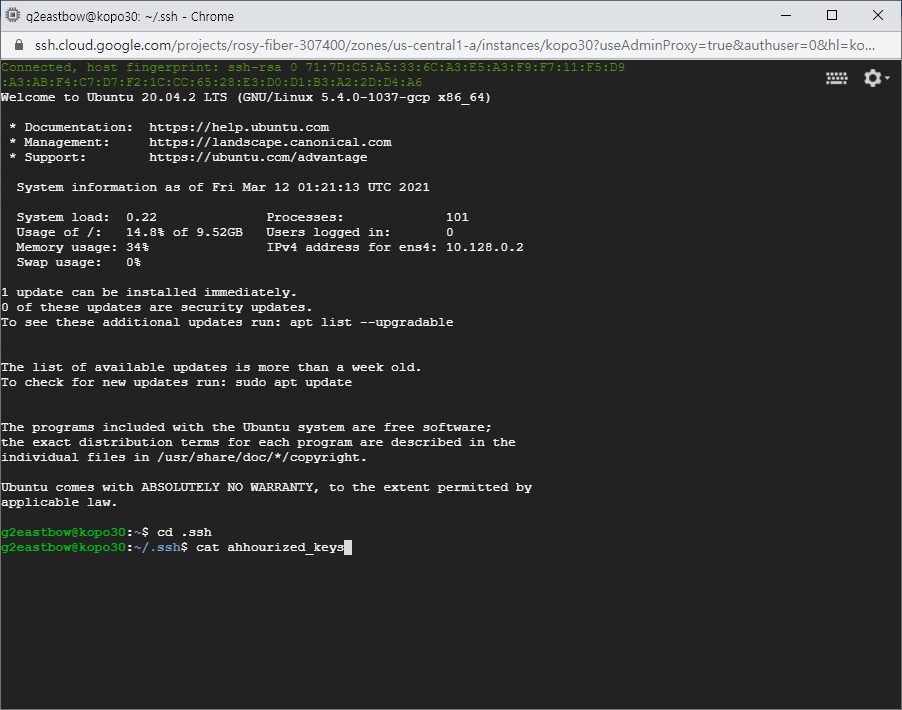 g2eastbow@kopo30: ~/.ssh - Chrome
ssh.cloud.google.com/projects/rosy-fiber-307400/zones/us-central1-a/instances/kopo30?useAdminProxy=true&authuser=0&hl=ko...
Connected, host fingerprint: ssh-rsa 0 71:7D:C5:A5:33:6C:A3:E5:A3:F9:F7:11:F5:D9
:A3:AB:F4:C7:D7:F2:1C:CC:65:28:E3:D0:D1:B3:A2:2D:D4:A6
Welcome to Ubuntu 20.04.2 LTS (GNU/Linux 5.4.0-1037-gcp x86_64)
* Documentation: https://help.ubuntu.com
* Management: https://landscape.canonical.com
* Support: https://ubuntu.com/advantage
System information as of Fri Mar 12 01:21:13 UTC 2021
System load: 0.22 Processes: 101
Usage of /: 14.8% of 9.52GB Users logged in: 0
Memory usage: 34% IPv4 address for ens4: 10.128.0.2
Swap usage: 0%
1 update can be installed immediately.
0 of these updates are security updates.
To see these additional updates run: apt list --upgradable
The list of available updates is more than a week old.
To check for new updates run: sudo apt update
The programs included with the Ubuntu system are free software;
the exact distribution terms for each program are described in the
individual files in /usr/share/doc/*/copyright.
Ubuntu comes with ABSOLUTELY NO WARRANTY, to the extent permitted by
applicable law.
g2eastbow@kopo30:~$ cd .ssh
g2eastbow@kopo30:~/.ssh$ cat ahhourized_keys